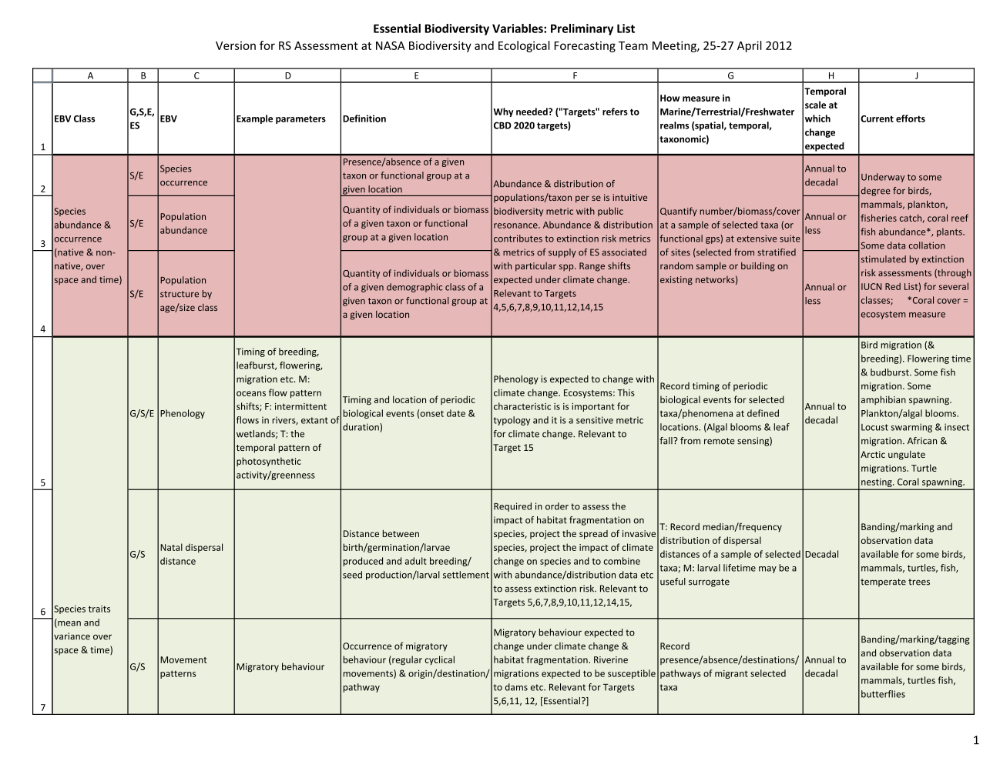 Essential Biodiversity Variables: Preliminary List
Version for RS Assessment at NASA Biodiversity and Ecological Forecasting Team Meeting, 25-27 April 2012
A B C D E F G H J
1
EBV Class
G,S,E,
ES
EBV
Example parameters
Definition
Why needed? ("Targets" refers to
CBD 2020 targets)
How measure in
Marine/Terrestrial/Freshwater
realms (spatial, temporal,
taxonomic)
Temporal
scale at
which
change
expected
Current efforts
2
Species
abundance &
occurrence
(native & non-
native, over
space and time)
S/E
Species
occurrence
Presence/absence of a given
taxon or functional group at a
given location
Abundance & distribution of
populations/taxon per se is intuitive
biodiversity metric with public
resonance. Abundance & distribution
contributes to extinction risk metrics
& metrics of supply of ES associated
with particular spp. Range shifts
expected under climate change.
Relevant to Targets
4,5,6,7,8,9,10,11,12,14,15
Quantify number/biomass/cover
at a sample of selected taxa (or
functional gps) at extensive suite
of sites (selected from stratified
random sample or building on
existing networks)
Annual to
decadal
Underway to some
degree for birds,
mammals, plankton,
fisheries catch, coral reef
fish abundance*, plants.
Some data collation
stimulated by extinction
risk assessments (through
IUCN Red List) for several
classes; *Coral cover =
ecosystem measure
3
S/E
Population
abundance
Quantity of individuals or biomass
of a given taxon or functional
group at a given location
Annual or
less
4
S/E
Population
structure by
age/size class
Quantity of individuals or biomass
of a given demographic class of a
given taxon or functional group at
a given location
Annual or
less
5
Species traits
(mean and
variance over
space & time)
G/S/E
Phenology
Timing of breeding,
leafburst, flowering,
migration etc. M:
oceans flow pattern
shifts; F: intermittent
flows in rivers, extant of
wetlands; T: the
temporal pattern of
photosynthetic
activity/greenness
Timing and location of periodic
biological events (onset date &
duration)
Phenology is expected to change with
climate change. Ecosystems: This
characteristic is is important for
typology and it is a sensitive metric
for climate change. Relevant to
Target 15
Record timing of periodic
biological events for selected
taxa/phenomena at defined
locations. (Algal blooms & leaf
fall? from remote sensing)
Annual to
decadal
Bird migration (&
breeding). Flowering time
& budburst. Some fish
migration. Some
amphibian spawning.
Plankton/algal blooms.
Locust swarming & insect
migration. African &
Arctic ungulate
migrations. Turtle
nesting. Coral spawning.
6
G/S
Natal dispersal
distance
Distance between
birth/germination/larvae
produced and adult breeding/
seed production/larval settlement
Required in order to assess the
impact of habitat fragmentation on
species, project the spread of invasive
species, project the impact of climate
change on species and to combine
with abundance/distribution data etc
to assess extinction risk. Relevant to
Targets 5,6,7,8,9,10,11,12,14,15,
T: Record median/frequency
distribution of dispersal
distances of a sample of selected
taxa; M: larval lifetime may be a
useful surrogate
Decadal
Banding/marking and
observation data
available for some birds,
mammals, turtles, fish,
temperate trees
7
G/S
Movement
patterns
Migratory behaviour
Occurrence of migratory
behaviour (regular cyclical
movements) & origin/destination/
pathway
Migratory behaviour expected to
change under climate change &
habitat fragmentation. Riverine
migrations expected to be susceptible
to dams etc. Relevant for Targets
5,6,11, 12, [Essential?]
Record
presence/absence/destinations/
pathways of migrant selected
taxa
Annual to
decadal
Banding/marking/tagging
and observation data
available for some birds,
mammals, turtles fish,
butterflies
1